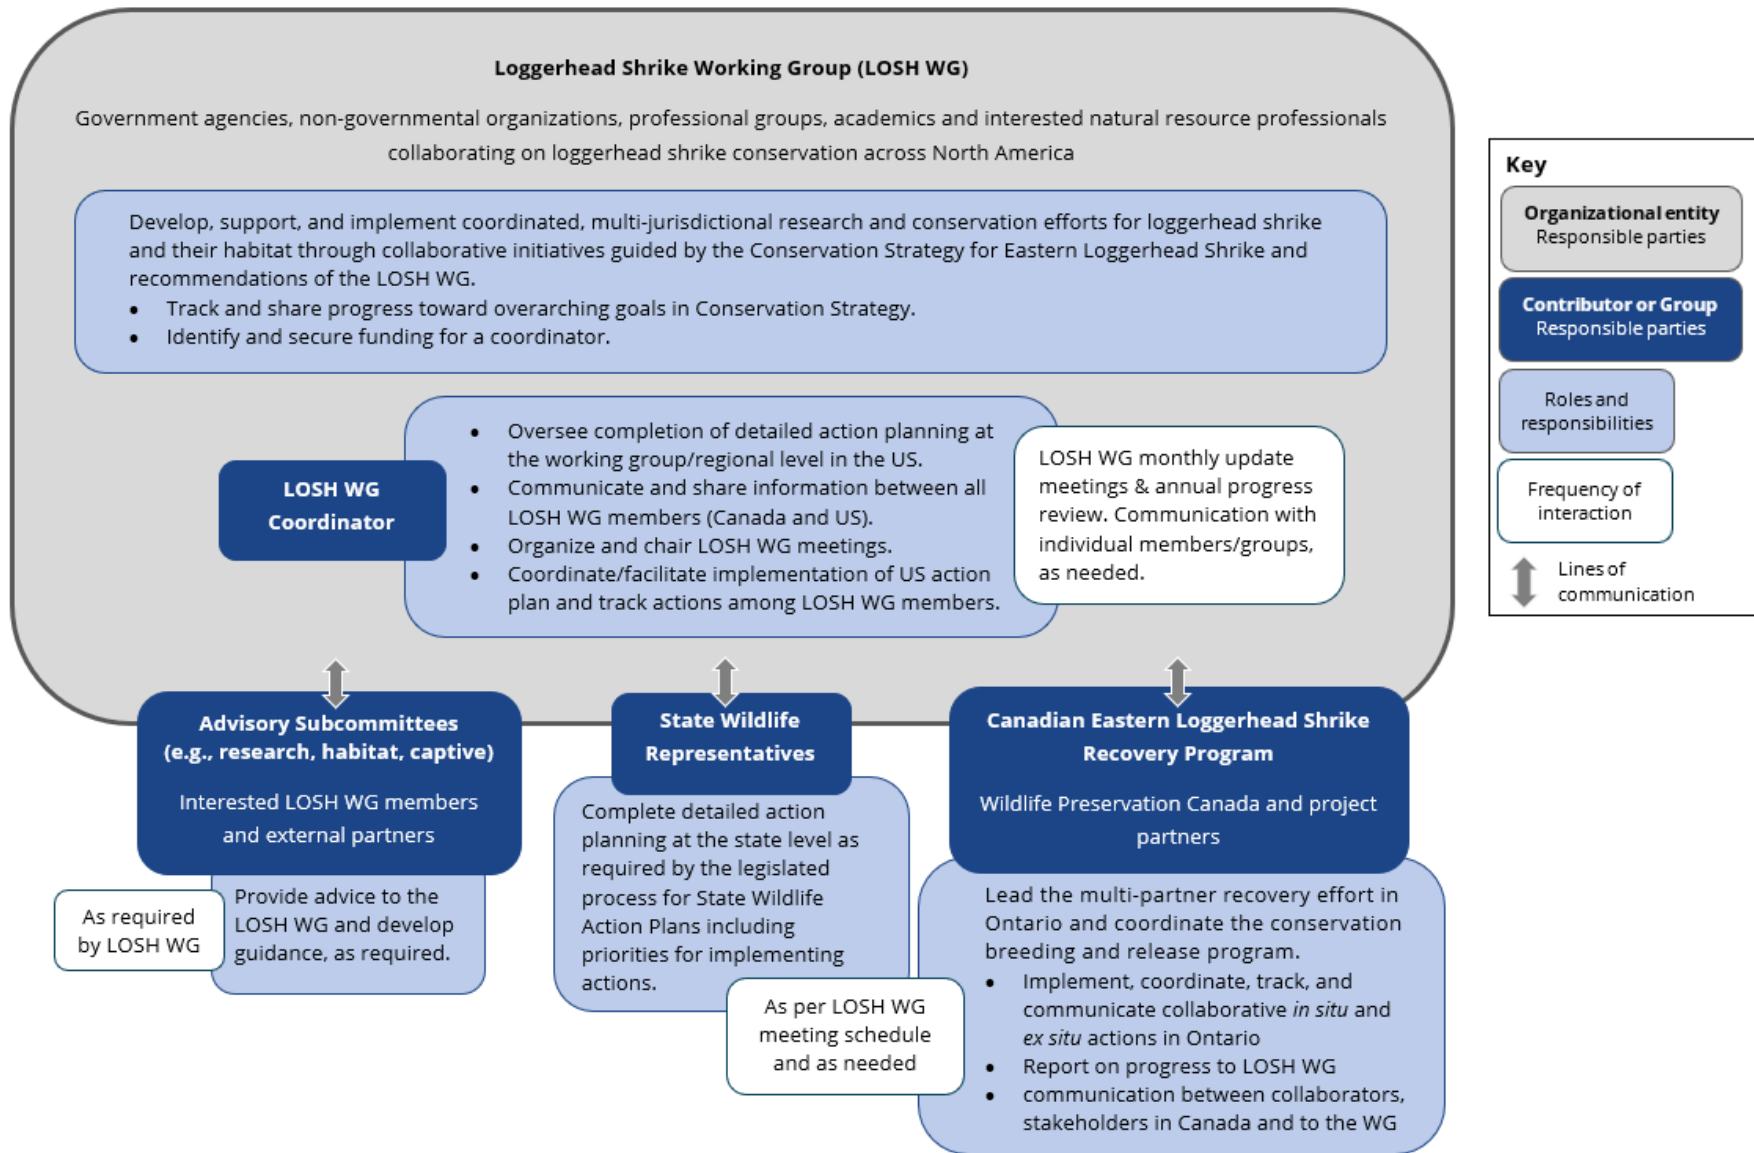 Loggerhead Shrike Working Group (LOSH WG)
Government agencies, non-governmental organizations, professional groups, academics and interested natural resource professionals
collaborating on loggerhead shrike conservation across North America
Develop, support, and implement coordinated, multi-jurisdictional research and conservation efforts for loggerhead shrike
and their habitat through collaborative initiatives guided by the Conservation Strategy for Eastern Loggerhead Shrike and
recommendations of the LOSH WG.
• Track and share progress toward overarching goals in Conservation Strategy.
• Identify and secure funding for a coordinator.
LOSH WG
Coordinator
• Oversee completion of detailed action planning at
the working group/regional level in the US.
• Communicate and share information between all
LOSH WG members (Canada and US).
• Organize and chair LOSH WG meetings.
• Coordinate/facilitate implementation of US action
plan and track actions among LOSH WG members.
LOSH WG monthly update
meetings & annual progress
review. Communication with
individual members/groups,
as needed.
Advisory Subcommittees
(e.g., research, habitat, captive)
Interested LOSH WG members
and external partners
As required
by LOSH WG
Provide advice to the
LOSH WG and develop
guidance, as required.
State Wildlife
Representatives
Complete detailed action
planning at the state level as
required by the legislated
process for State Wildlife
Action Plans including
priorities for implementing
actions.
As per LOSH WG
meeting schedule
and as needed
Canadian Eastern Loggerhead Shrike
Recovery Program
Wildlife Preservation Canada and project
partners
Lead the multi-partner recovery effort in
Ontario and coordinate the conservation
breeding and release program.
• Implement, coordinate, track, and
communicate collaborative in situ and
ex situ actions in Ontario
• Report on progress to LOSH WG
• communication between collaborators,
stakeholders in Canada and to the WG
Key
Organizational entity
Responsible parties
Contributor or Group
Responsible parties
Roles and
responsibilities
Frequency of
interaction
Lines of
communication